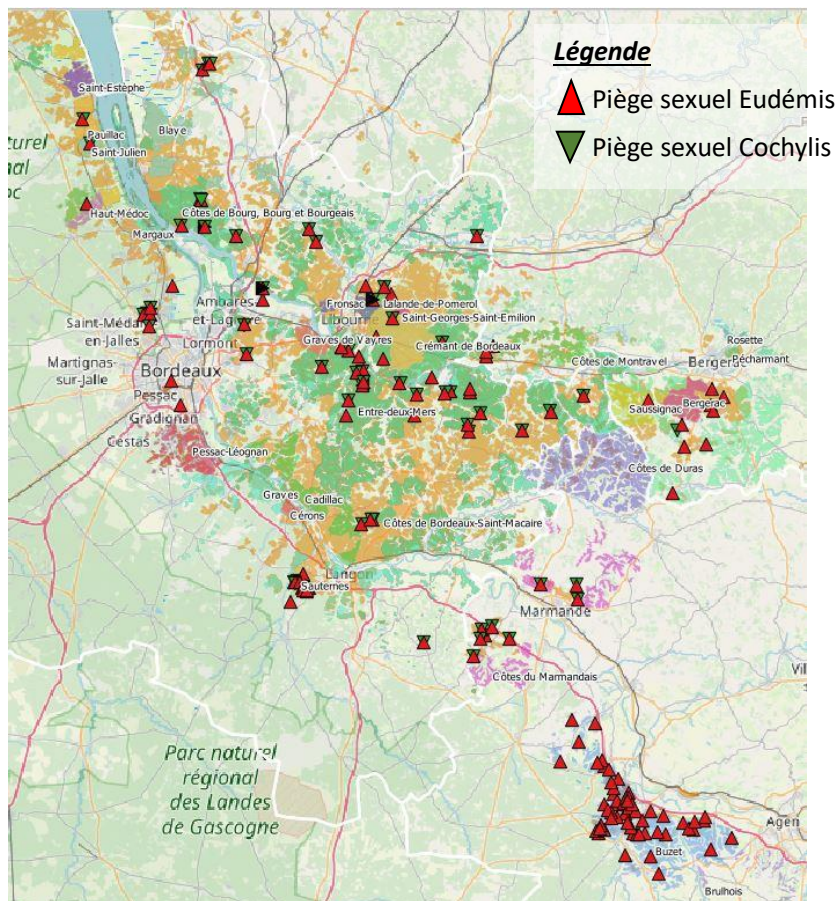 Légende
Piège sexuel Eudémis
Piège sexuel Cochylis
Saint-Estèphe
Pauillac
Saint-Julien
Blaye
Haut-Médoc
Côtes de Bourg, Bourg et Bourgeais
Margaux
Saint-Méda
en-Jalles
Ambarès
et-Lag
Lormont
Fronsac
Lalande-de-Pomerol
Libourne
Saint-Georges-Saint-Emilion
Graves de Vayres
Crémant de Bordeaux
Martignas-
sur-Jalle
Bordeaux
Pessac
Gradignan
Cestas
Pessac-Léognan
Entre-deux-Mers
Côtes de Montravel
Rosette
Bergerac
Pécharmant
Saussignac
Bergerac
Côtes de Duras
Graves
Cadillac
Cérons
Côtes de Bordeaux-Saint-Macaire
Langon
Sauternes
Marmande
Côtes du Marmandais
Parc naturel
régional
des Landes
de Gascogne
Agen
Buzet
Brulhois